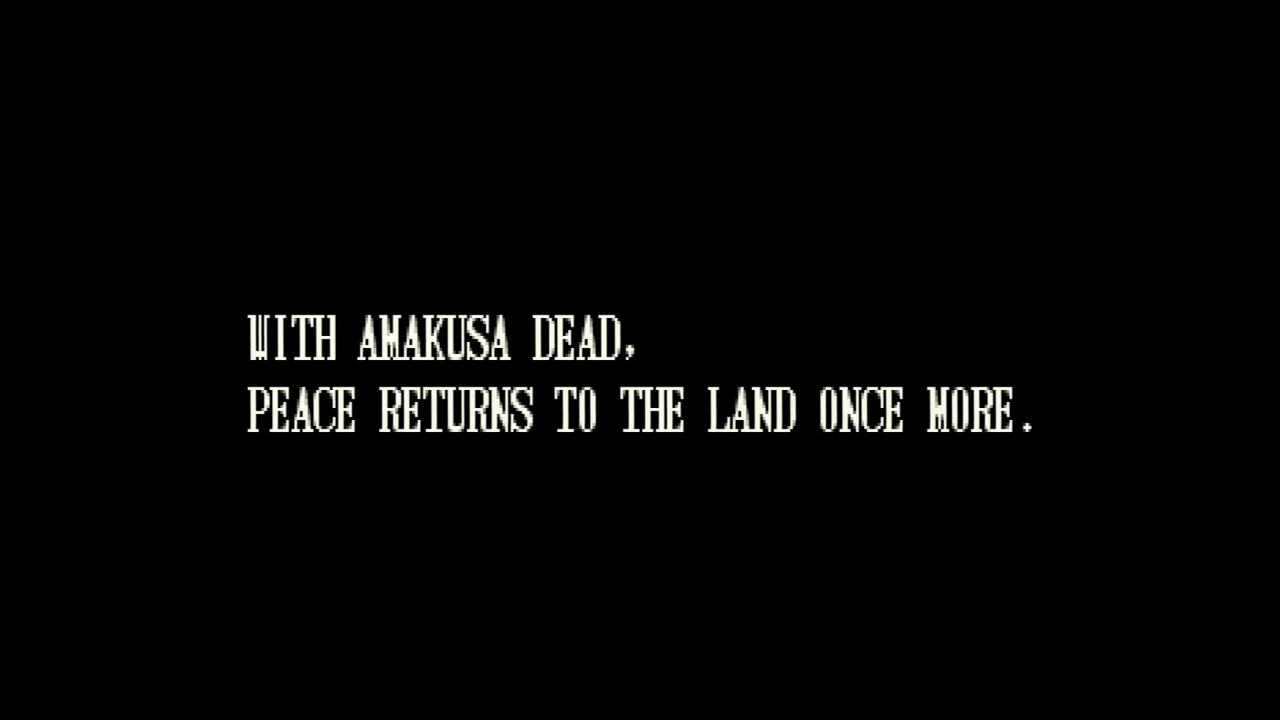 WITH AMAKUSA DEAD,
PEACE RETURNS TO THE LAND ONCE MORE.